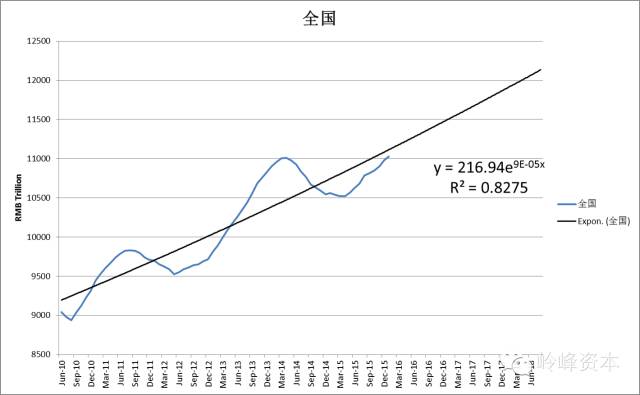 全国
12500
12000
11500
11000
10500
10000
9500
9000
8500
RMB Trillion
y = 216.94e9E-05x
R² = 0.8275
全国
Expon. (全国)
Jun-10
Sep-10
Dec-10
Mar-11
Jun-11
Sep-11
Dec-11
Mar-12
Jun-12
Sep-12
Dec-12
Mar-13
Jun-13
Sep-13
Dec-13
Mar-14
Jun-14
Sep-14
Dec-14
Mar-15
Jun-15
Sep-15
Dec-15
Mar-16
Jun-16
Sep-16
Dec-16
Mar-17
Jun-17
Sep-17
岭峰资本